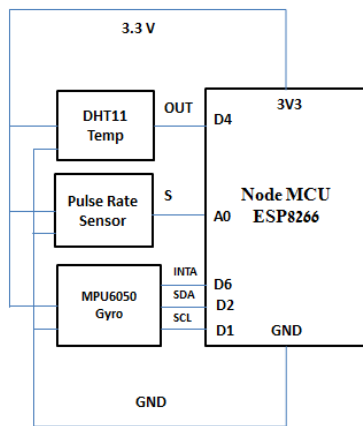 3.3 V
3V3
DHT11
Temp
OUT
D4
Pulse Rate
Sensor
S
A0
Node MCU
ESP8266
MPU6050
Gyro
INTA
D6
SDA
D2
SCL
D1
GND
GND